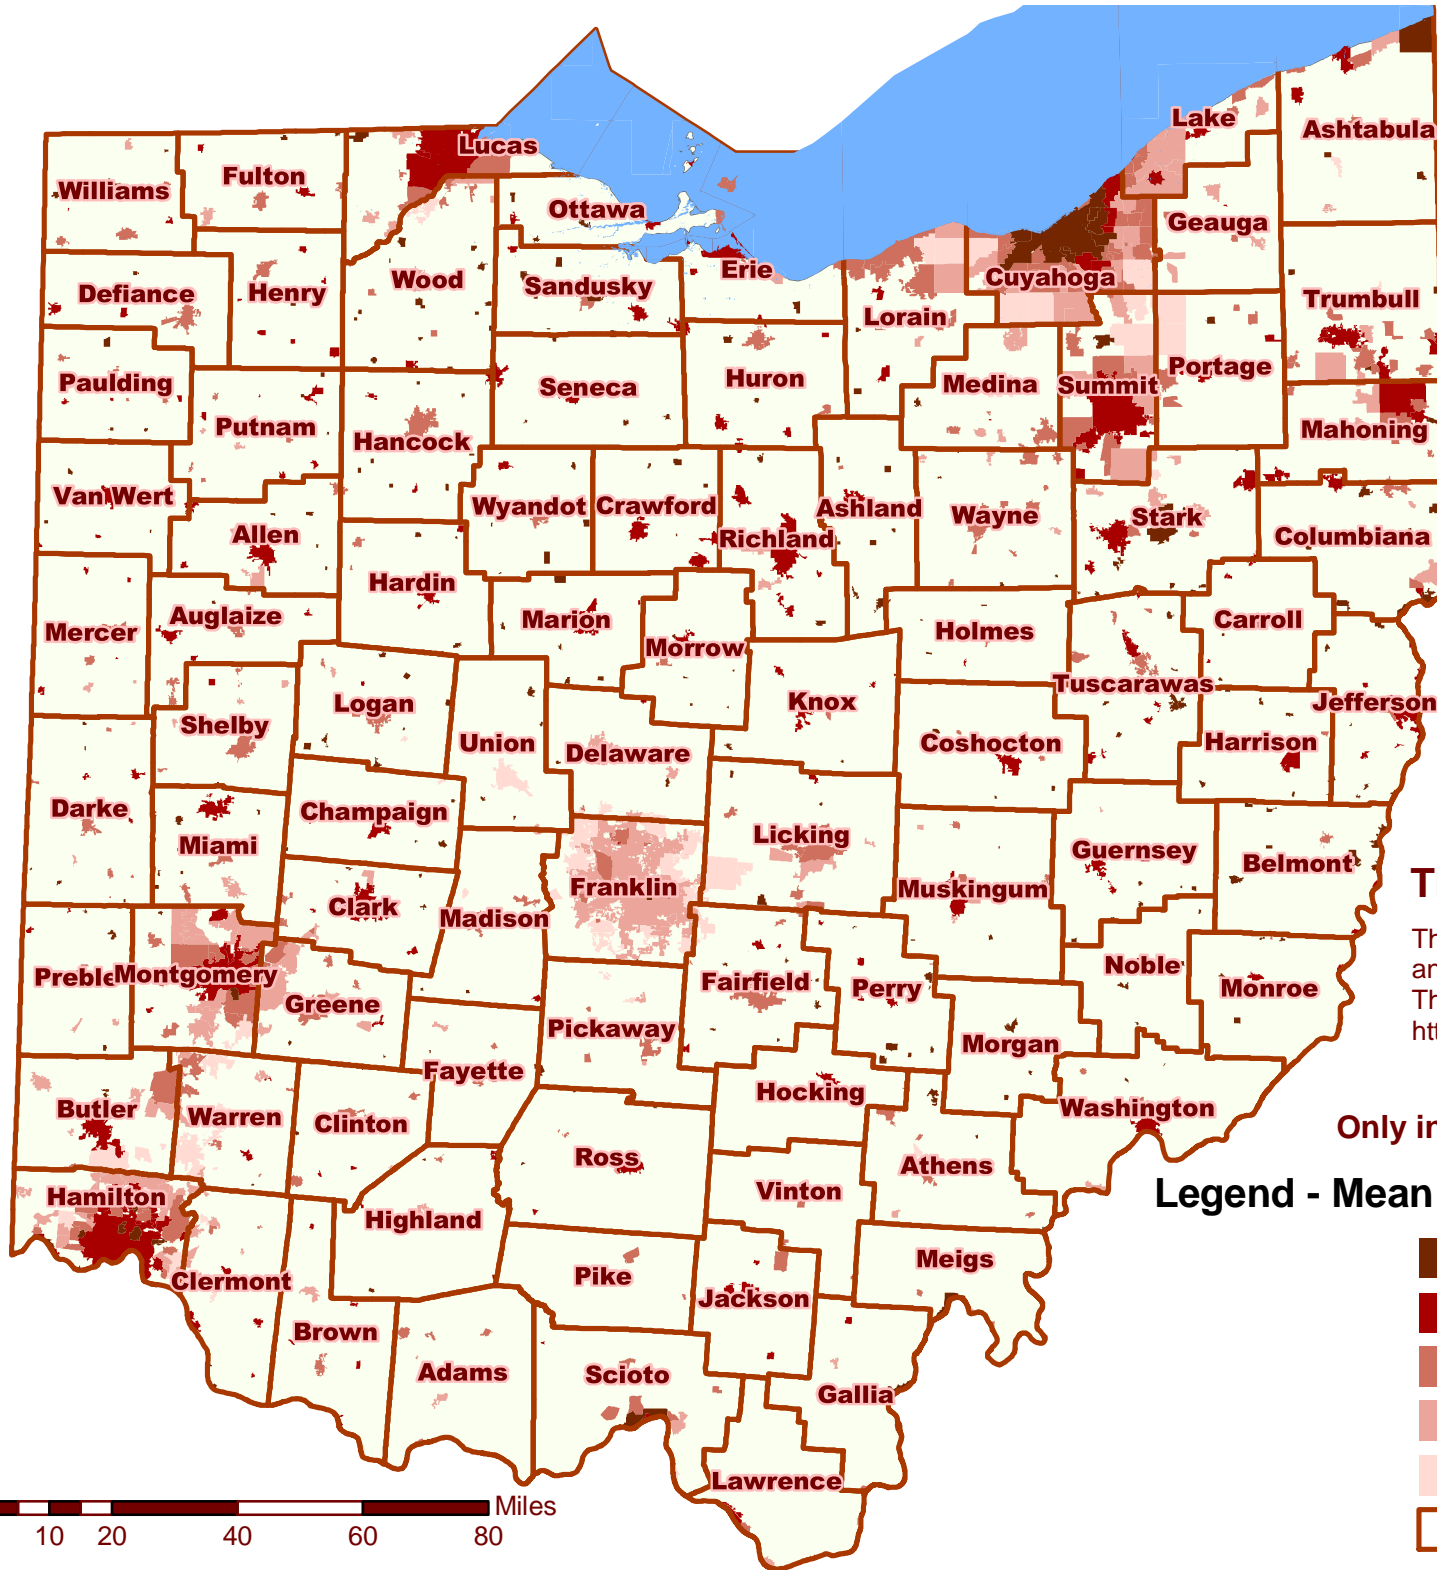 Lake
Ashtabula
Lucas
Williams
Fulton
Ottawa
Geauga
Erie
Cuyahoga
Wood
Sandusky
Defiance
Henry
Trumbull
Lorain
Paulding
Seneca
Huron
Medina
Summit
Portage
Putnam
Hancock
Mahoning
Van Wert
Wyandot
Crawford
Ashland
Wayne
Stark
Allen
Richland
Columbiana
Hardin
Auglaize
Marion
Carroll
Mercer
Morrow
Holmes
Tuscarawas
Logan
Knox
Jefferson
Shelby
Union
Delaware
Coshocton
Harrison
Darke
Champaign
Licking
Miami
Guernsey
Belmont
Franklin
Muskingum
Clark
Madison
T
Th
ar
Th
htt
Preble
Montgomery
Greene
Fairfield
Perry
Noble
Monroe
Pickaway
Morgan
Fayette
Hocking
Butler
Warren
Clinton
Washington
Only in
Ross
Athens
Hamilton
Vinton
Legend - Mean
Highland
Clermont
Pike
Meigs
Jackson
Brown
Adams
Scioto
Gallia
Lawrence
Miles
10 20 40 60 80